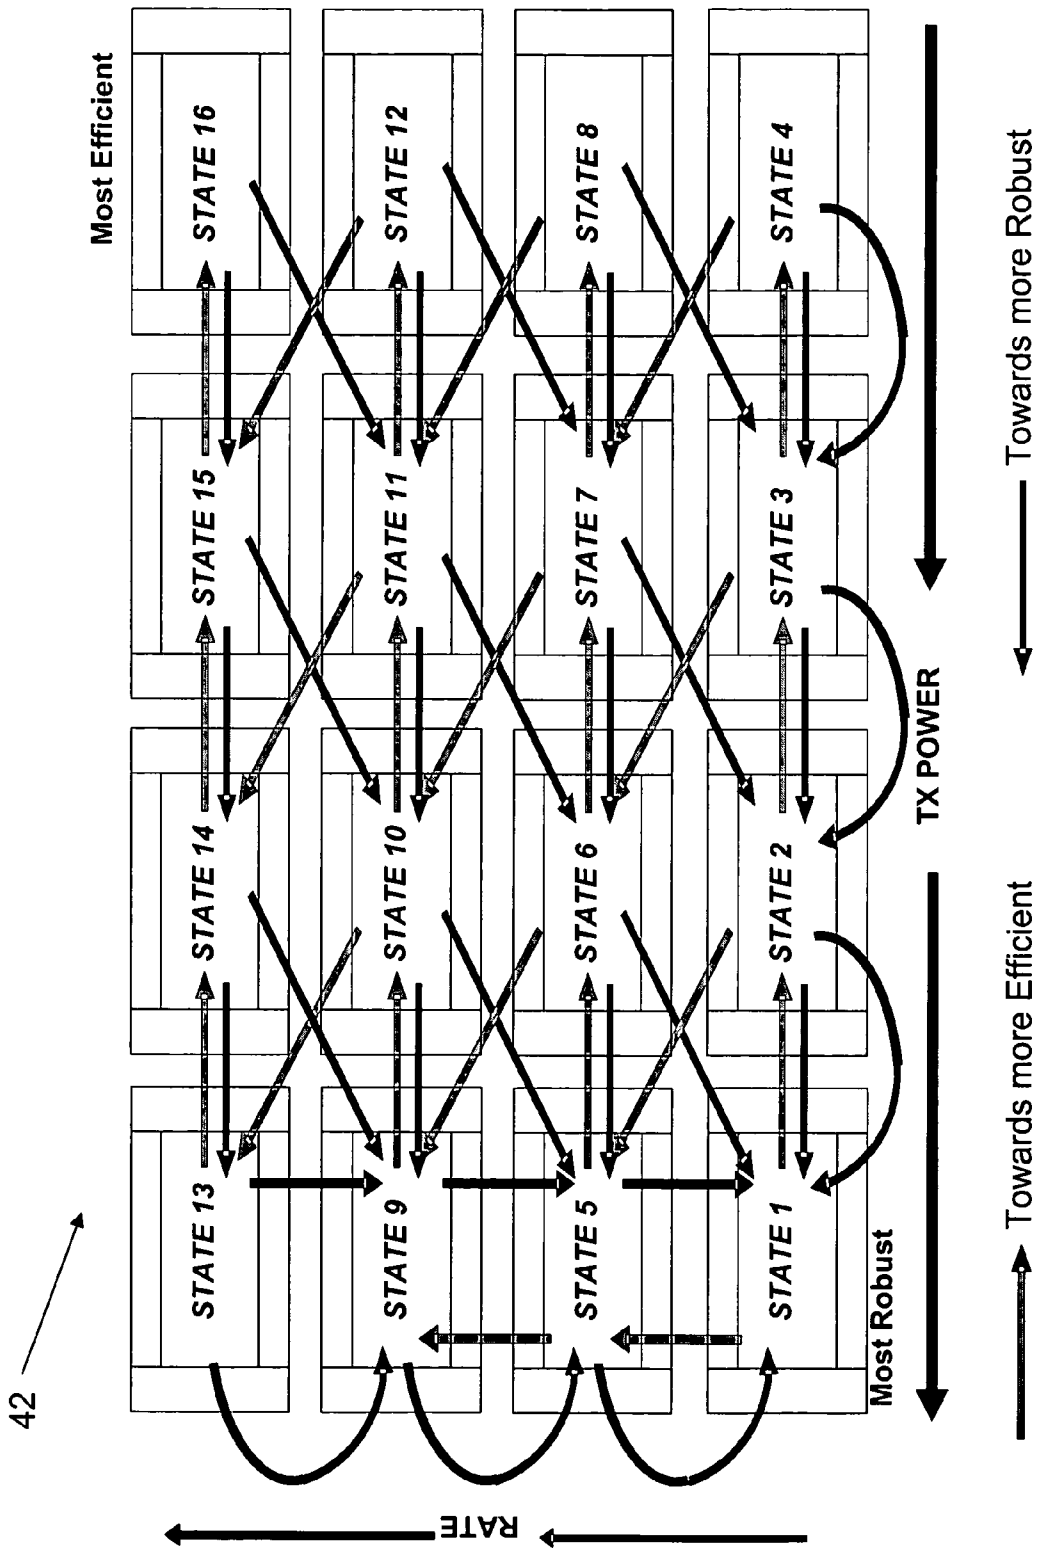 42
Most Efficient
STATE 13
STATE 14
STATE 15
STATE 16
STATE 9
STATE 10
STATE 11
STATE 12
STATE 5
STATE 6
STATE 7
STATE 8
STATE 1
STATE 2
STATE 3
STATE 4
Most Robust
RATE
TX POWER
Towards more Efficient
Towards more Robust